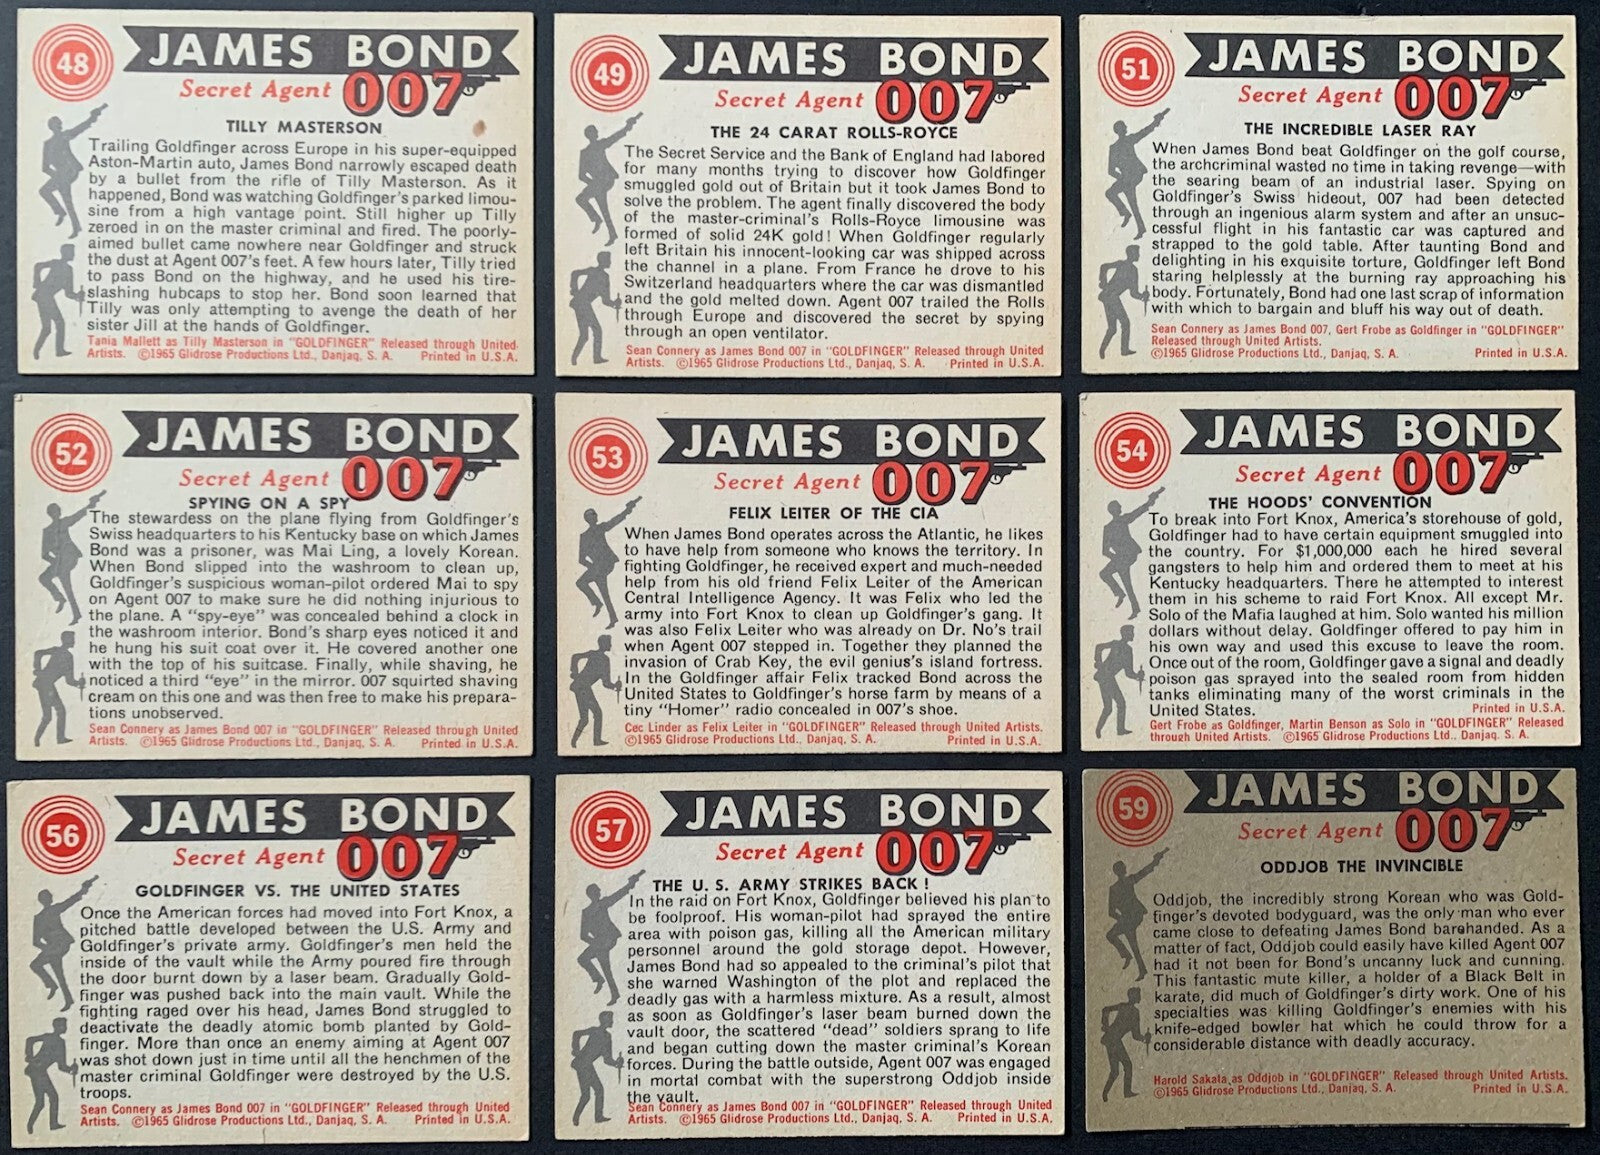 48
JAMES BOND
Secret Agent 007
TILLY MASTERSON
Trailing Goldfinger across Europe in his super-equipped
Aston-Martin auto, James Bond narrowly escaped death
by a bullet from the rifle of Tilly Masterson. As it
happened, Bond was watching Goldfinger's parked limou-
sine from a high vantage point. Still higher up Tilly
zeroed in on the master criminal and fired. The poorly-
aimed bullet came nowhere near Goldfinger and struck
the dust at Agent 007's feet. A few hours later, Tilly tried
to pass Bond on the highway, and he used his tire-
slashing hubcaps to stop her. Bond soon learned that
Tilly was only attempting to avenge the death of her
sister Jill at the hands of Goldfinger.
Tania Mallett as Tilly Masterson in "GOLDFINGER" Released through United
Artists. ©1965 Glidrose Productions Ltd., Danjaq, S. A. Printed in U.S.A.
49
JAMES BOND
Secret Agent 007
THE 24 CARAT ROLLS-ROYCE
The Secret Service and the Bank of England had labored
for many months trying to discover how Goldfinger
smuggled gold out of Britain but it took James Bond to
solve the problem. The agent finally discovered the body
of the master-criminal's Rolls-Royce limousine was
formed of solid 24K gold! When Goldfinger regularly
left Britain his innocent-looking car was shipped across
the channel in a plane. From France he drove to his
Switzerland headquarters where the car was dismantled
and the gold melted down. Agent 007 trailed the Rolls
through Europe and discovered the secret by spying
through an open ventilator.
Sean Connery as James Bond 007 in "GOLDFINGER" Released through United
Artists. ©1965 Glidrose Productions Ltd., Danjaq, S. A. Printed in U.S.A.
51
JAMES BOND
Secret Agent 007
THE INCREDIBLE LASER RAY
When James Bond beat Goldfinger on the golf course,
the archcriminal wasted no time in taking revenge—with
the searing beam of an industrial laser. Spying on
Goldfinger's Swiss hideout, 007 had been detected
through an ingenious alarm system and after an unsuc-
cessful flight in his fantastic car was captured and
strapped to the gold table. After taunting Bond and
delighting in his exquisite torture, Goldfinger left Bond
staring helplessly at the burning ray approaching his
body. Fortunately, Bond had one last scrap of information
with which to bargain and bluff his way out of death.
Sean Connery as James Bond 007, Gert Frobe as Goldfinger in "GOLDFINGER"
Released through United Artists.
©1965 Glidrose Productions Ltd., Danjaq, S. A. Printed in U.S.A.
52
JAMES BOND
Secret Agent 007
SPYING ON A SPY
The stewardess on the plane flying from Goldfinger's
Swiss headquarters to his Kentucky base on which James
Bond was a prisoner, was Mai Ling, a lovely Korean.
When Bond slipped into the washroom to clean up,
Goldfinger's suspicious woman-pilot ordered Mai to spy
on Agent 007 to make sure he did nothing injurious to
the plane. A "spy-eye" was concealed behind a clock in
the washroom interior. Bond's sharp eyes noticed it and
he hung his suit coat over it. He covered another one
with the top of his suitcase. Finally, while shaving, he
noticed a third "eye" in the mirror. 007 squirted shaving
cream on this one and was then free to make his prepara-
tions unobserved.
Sean Connery as James Bond 007 in "GOLDFINGER" Released through United
Artists. ©1965 Glidrose Productions Ltd., Danjaq, S. A. Printed in U.S.A.
53
JAMES BOND
Secret Agent 007
FELIX LEITER OF THE CIA
When James Bond operates across the Atlantic, he likes
to have help from someone who knows the territory. In
fighting Goldfinger, he received expert and much-needed
help from his old friend Felix Leiter of the American
Central Intelligence Agency. It was Felix who led the
army into Fort Knox to clean up Goldfinger's gang. It
was also Felix Leiter who was already on Dr. No's trail
when Agent 007 stepped in. Together they planned the
invasion of Crab Key, the evil genius's island fortress.
In the Goldfinger affair Felix tracked Bond across the
United States to Goldfinger's horse farm by means of a
tiny "Homer" radio concealed in 007's shoe.
Cec Linder as Felix Leiter in "GOLDFINGER" Released through United Artists.
©1965 Glidrose Productions Ltd., Danjaq, S. A. Printed in U.S.A.
54
JAMES BOND
Secret Agent 007
THE HOODS' CONVENTION
To break into Fort Knox, America's storehouse of gold,
Goldfinger had to have certain equipment smuggled into
the country. For $1,000,000 each he hired several
gangsters to help him and ordered them to meet at his
Kentucky headquarters. There he attempted to interest
them in his scheme to raid Fort Knox. All except Mr.
Solo of the Mafia laughed at him. Solo wanted his million
dollars without delay. Goldfinger offered to pay him in
his own way and used this excuse to leave the room.
Once out of the room, Goldfinger gave a signal and deadly
poison gas sprayed into the sealed room from hidden
tanks eliminating many of the worst criminals in the
United States. Printed in U.S.A.
Gert Frobe as Goldfinger, Martin Benson as Solo in "GOLDFINGER" Released
through United Artists. ©1965 Glidrose Productions Ltd., Danjaq, S. A.
56
JAMES BOND
Secret Agent 007
GOLDFINGER VS. THE UNITED STATES
Once the American forces had moved into Fort Knox, a
pitched battle developed between the U.S. Army and
Goldfinger's private army. Goldfinger's men held the
inside of the vault while the Army poured fire through
the door burnt down by a laser beam. Gradually Gold-
finger was pushed back into the main vault. While the
fighting raged over his head, James Bond struggled to
deactivate the deadly atomic bomb planted by Gold-
finger. More than once an enemy aiming at Agent 007
was shot down just in time until all the henchmen of the
master criminal Goldfinger were destroyed by the U.S.
troops.
Sean Connery as James Bond 007 in "GOLDFINGER" Released through United
Artists. ©1965 Glidrose Productions Ltd., Danjaq, S. A. Printed in U.S.A.
57
JAMES BOND
Secret Agent 007
THE U. S. ARMY STRIKES BACK!
In the raid on Fort Knox, Goldfinger believed his plan to
be foolproof. His woman-pilot had sprayed the entire
area with poison gas, killing all the American military
personnel around the gold storage depot. However,
James Bond had so appealed to the criminal's pilot that
she warned Washington of the plot and replaced the
deadly gas with a harmless mixture. As a result, almost
as soon as Goldfinger's laser beam burned down the
vault door, the scattered "dead" soldiers sprang to life
and began cutting down the master criminal's Korean
forces. During the battle outside, Agent 007 was engaged
in mortal combat with the superstrong Oddjob inside
the vault.
Sean Connery as James Bond 007 in "GOLDFINGER" Released through United
Artists. ©1965 Glidrose Productions Ltd., Danjaq, S. A. Printed in U.S.A.
59
JAMES BOND
Secret Agent 007
ODDJOB THE INVINCIBLE
Oddjob, the incredibly strong Korean who was Gold-
finger's devoted bodyguard, was the only man who ever
came close to defeating James Bond barehanded. As a
matter of fact, Oddjob could easily have killed Agent 007
had it not been for Bond's uncanny luck and cunning.
This fantastic mute killer, a holder of a Black Belt in
karate, did much of Goldfinger's dirty work. One of his
specialties was killing Goldfinger's enemies with his
knife-edged bowler hat which he could throw for a
considerable distance with deadly accuracy.
Harold Sakata as Oddjob in "GOLDFINGER" Released through United Artists.
©1965 Glidrose Productions Ltd., Danjaq, S. A. Printed in U.S.A.